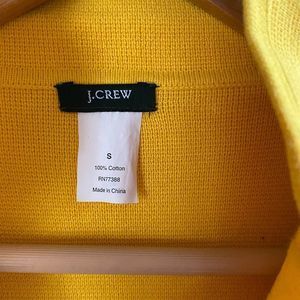 J.CREW
S
100% Cotton
RN77388
Made in China